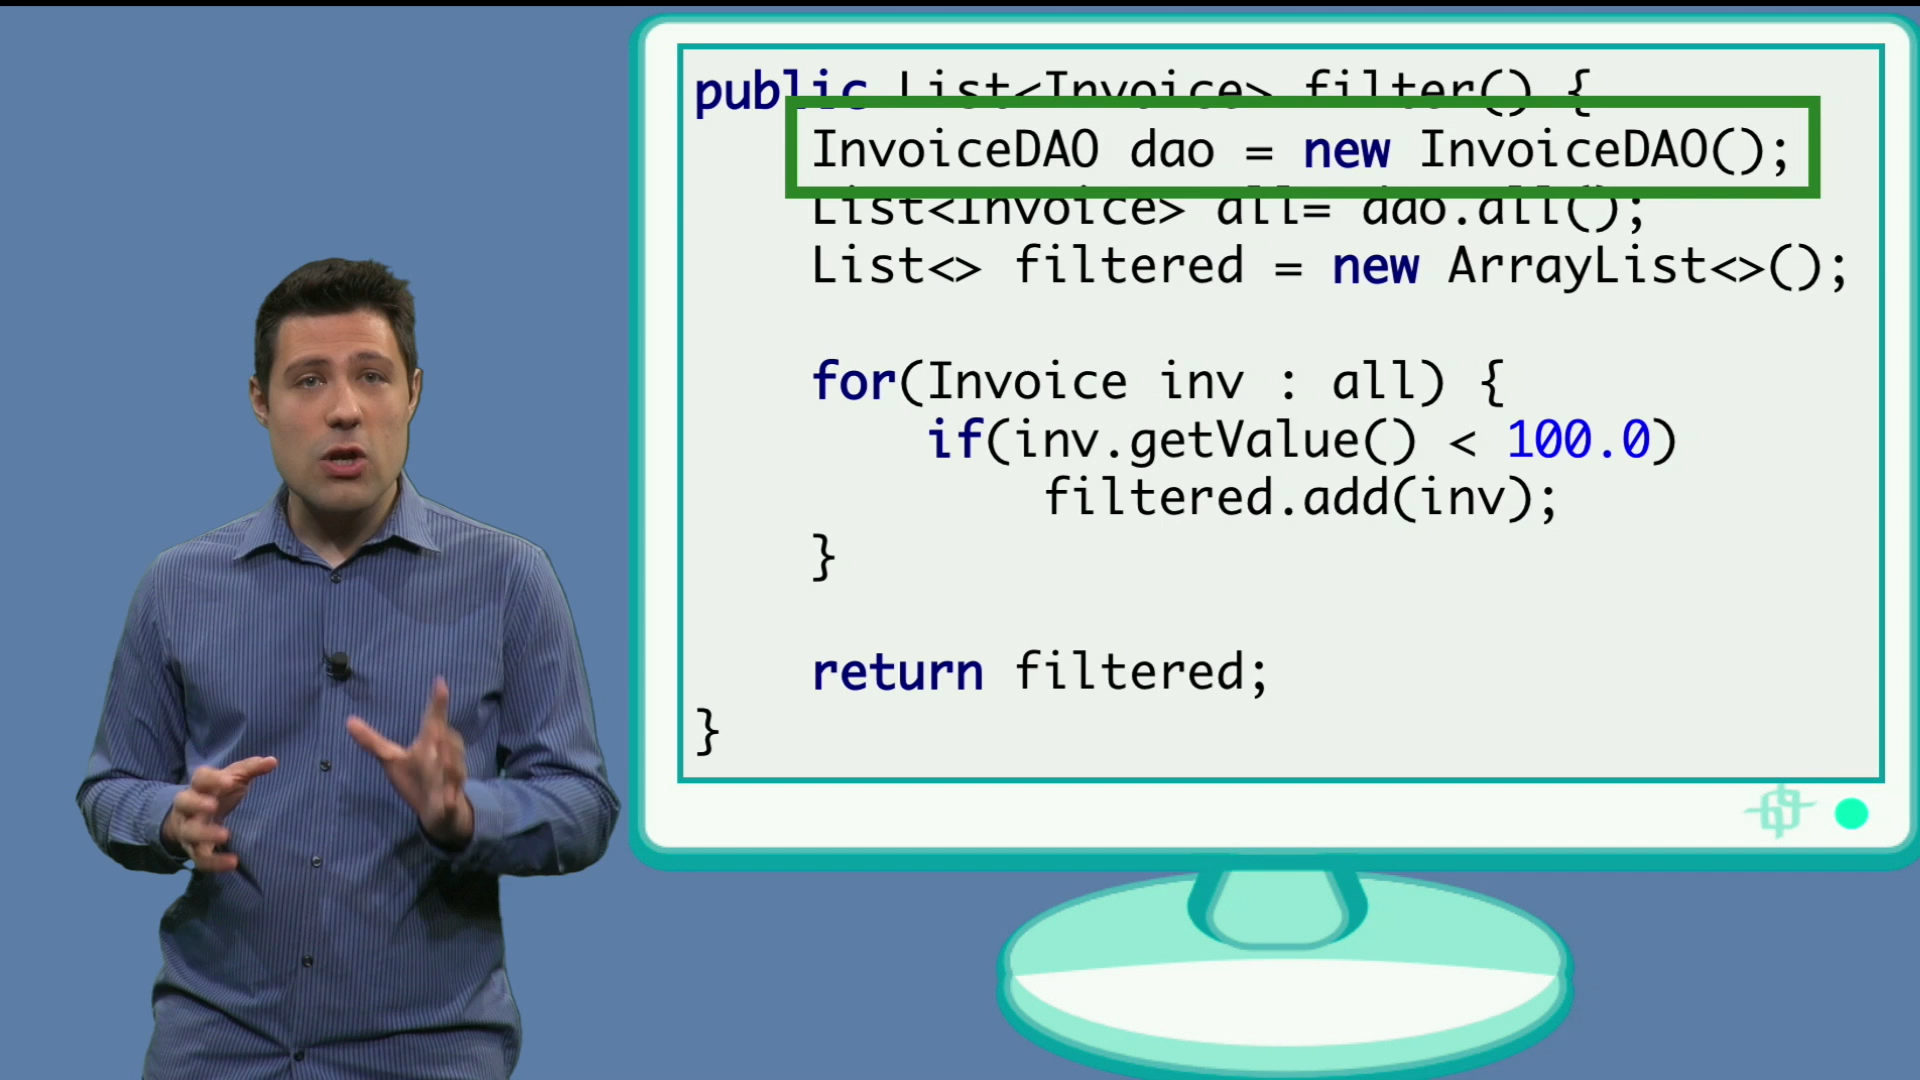 public List<Invoice> filter() {
InvoiceDAO dao = new InvoiceDAO();
List<Invoice> all= dao.all();
List<> filtered = new ArrayList<>();
for(Invoice inv : all) {
if(inv.getValue() < 100.0)
filtered.add(inv);
}
return filtered;
}